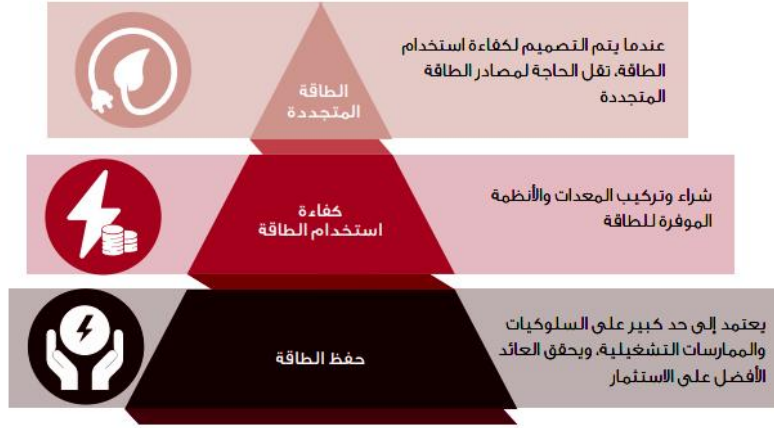 عندما يتم التصميم لكفاءة استخدام
الطاقة، تقل الحاجة لمصادر الطاقة
المتجددة
الطاقة
المتجددة
شراء وتركيب المعدات والأنظمة
الموفرة للطاقة
كفاءة
استخدام الطاقة
يعتمد إلى حد كبير على السلوكيات
والممارسات التشغيلية، ويحقق العائد
الأفضل على الاستثمار
حفظ الطاقة